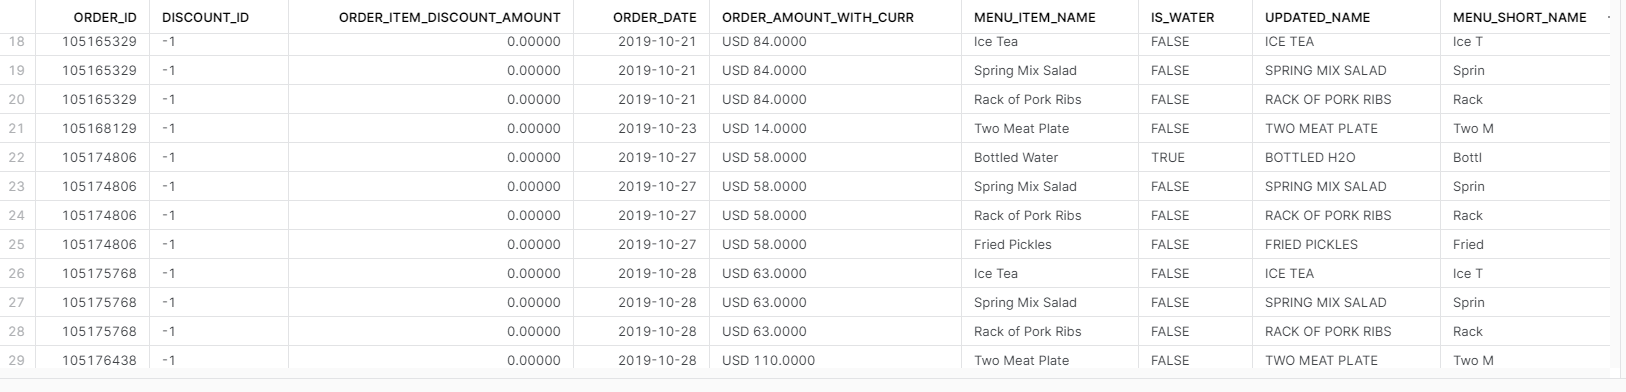 ORDER_ID DISCOUNT_ID ORDER_ITEM_DISCOUNT_AMOUNT ORDER_DATE ORDER_AMOUNT_WITH_CURR MENU_ITEM_NAME IS_WATER UPDATED_NAME MENU_SHORT_NAME
18 105165329 -1 0.00000 2019-10-21 USD 84.0000 Ice Tea FALSE ICE TEA Ice T
19 105165329 -1 0.00000 2019-10-21 USD 84.0000 Spring Mix Salad FALSE SPRING MIX SALAD Sprin
20 105165329 -1 0.00000 2019-10-21 USD 84.0000 Rack of Pork Ribs FALSE RACK OF PORK RIBS Rack
21 105168129 -1 0.00000 2019-10-23 USD 14.0000 Two Meat Plate FALSE TWO MEAT PLATE Two M
22 105174806 -1 0.00000 2019-10-27 USD 58.0000 Bottled Water TRUE BOTTLED H2O Bottl
23 105174806 -1 0.00000 2019-10-27 USD 58.0000 Spring Mix Salad FALSE SPRING MIX SALAD Sprin
24 105174806 -1 0.00000 2019-10-27 USD 58.0000 Rack of Pork Ribs FALSE RACK OF PORK RIBS Rack
25 105174806 -1 0.00000 2019-10-27 USD 58.0000 Fried Pickles FALSE FRIED PICKLES Fried
26 105175768 -1 0.00000 2019-10-28 USD 63.0000 Ice Tea FALSE ICE TEA Ice T
27 105175768 -1 0.00000 2019-10-28 USD 63.0000 Spring Mix Salad FALSE SPRING MIX SALAD Sprin
28 105175768 -1 0.00000 2019-10-28 USD 63.0000 Rack of Pork Ribs FALSE RACK OF PORK RIBS Rack
29 105176438 -1 0.00000 2019-10-28 USD 110.0000 Two Meat Plate FALSE TWO MEAT PLATE Two M